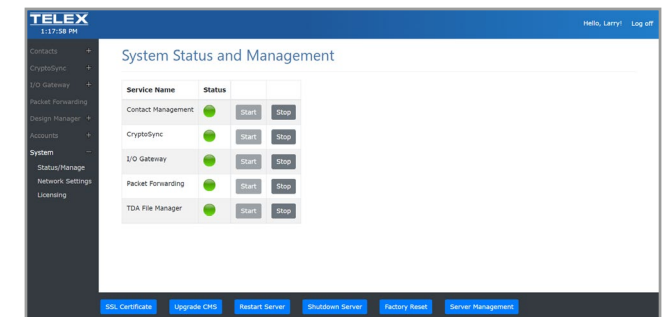 TELEX
1:17:58 PM
Hello, Larry! Log off
Contacts +
CryptoSync +
I/O Gateway +
Packet Forwarding
Design Manager +
Accounts +
System −
Status/Manage
Network Settings
Licensing
System Status and Management
Service Name Status
Contact Management Start Stop
CryptoSync Start Stop
I/O Gateway Start Stop
Packet Forwarding Start Stop
TDA File Manager Start Stop
SSL Certificate Upgrade CMS Restart Server Shutdown Server Factory Reset Server Management